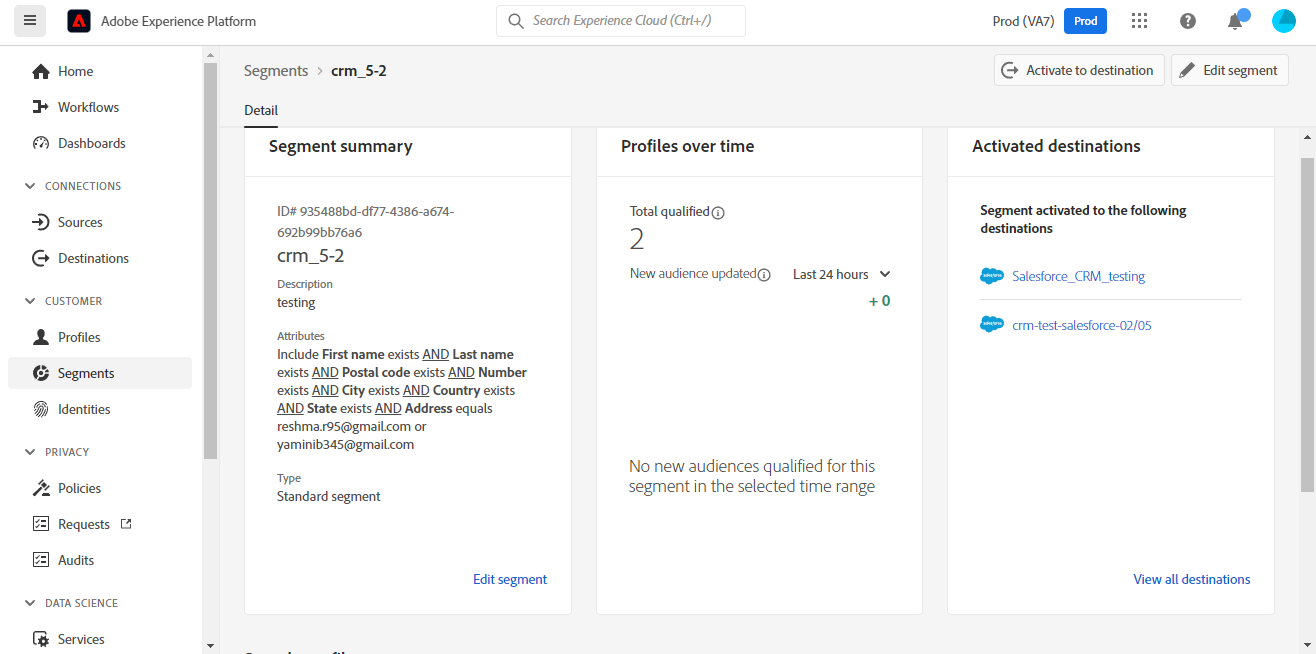 Adobe Experience Platform
Search Experience Cloud (Ctrl+/)
Prod (VA7)
Prod
Home
Workflows
Dashboards
CONNECTIONS
Sources
Destinations
CUSTOMER
Profiles
Segments
Identities
PRIVACY
Policies
Requests
Audits
DATA SCIENCE
Services
Segments > crm_5-2
Activate to destination
Edit segment
Detail
Segment summary
ID# 935488bd-df77-4386-a674-
692b99bb76a6
crm_5-2
Description
testing
Attributes
Include First name exists AND Last name
exists AND Postal code exists AND Number
exists AND City exists AND Country exists
AND State exists AND Address equals
reshma.r95@gmail.com or
yaminib345@gmail.com
Type
Standard segment
Edit segment
Profiles over time
Total qualified
2
New audience updated
Last 24 hours
+ 0
No new audiences qualified for this
segment in the selected time range
Activated destinations
Segment activated to the following
destinations
Salesforce_CRM_testing
crm-test-salesforce-02/05
View all destinations